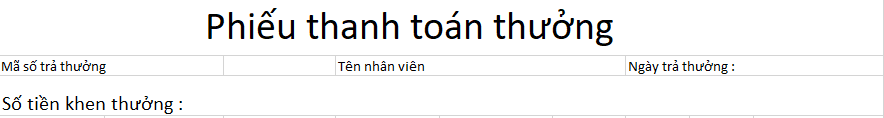 Phiếu thanh toán thưởng
Mã số trả thưởng Tên nhân viên Ngày trả thưởng :
Số tiền khen thưởng :